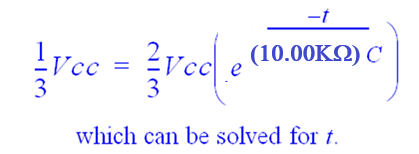 1/3 Vcc = 2/3 Vcc( e^(-t / (10.00KΩ) C) )
which can be solved for t.